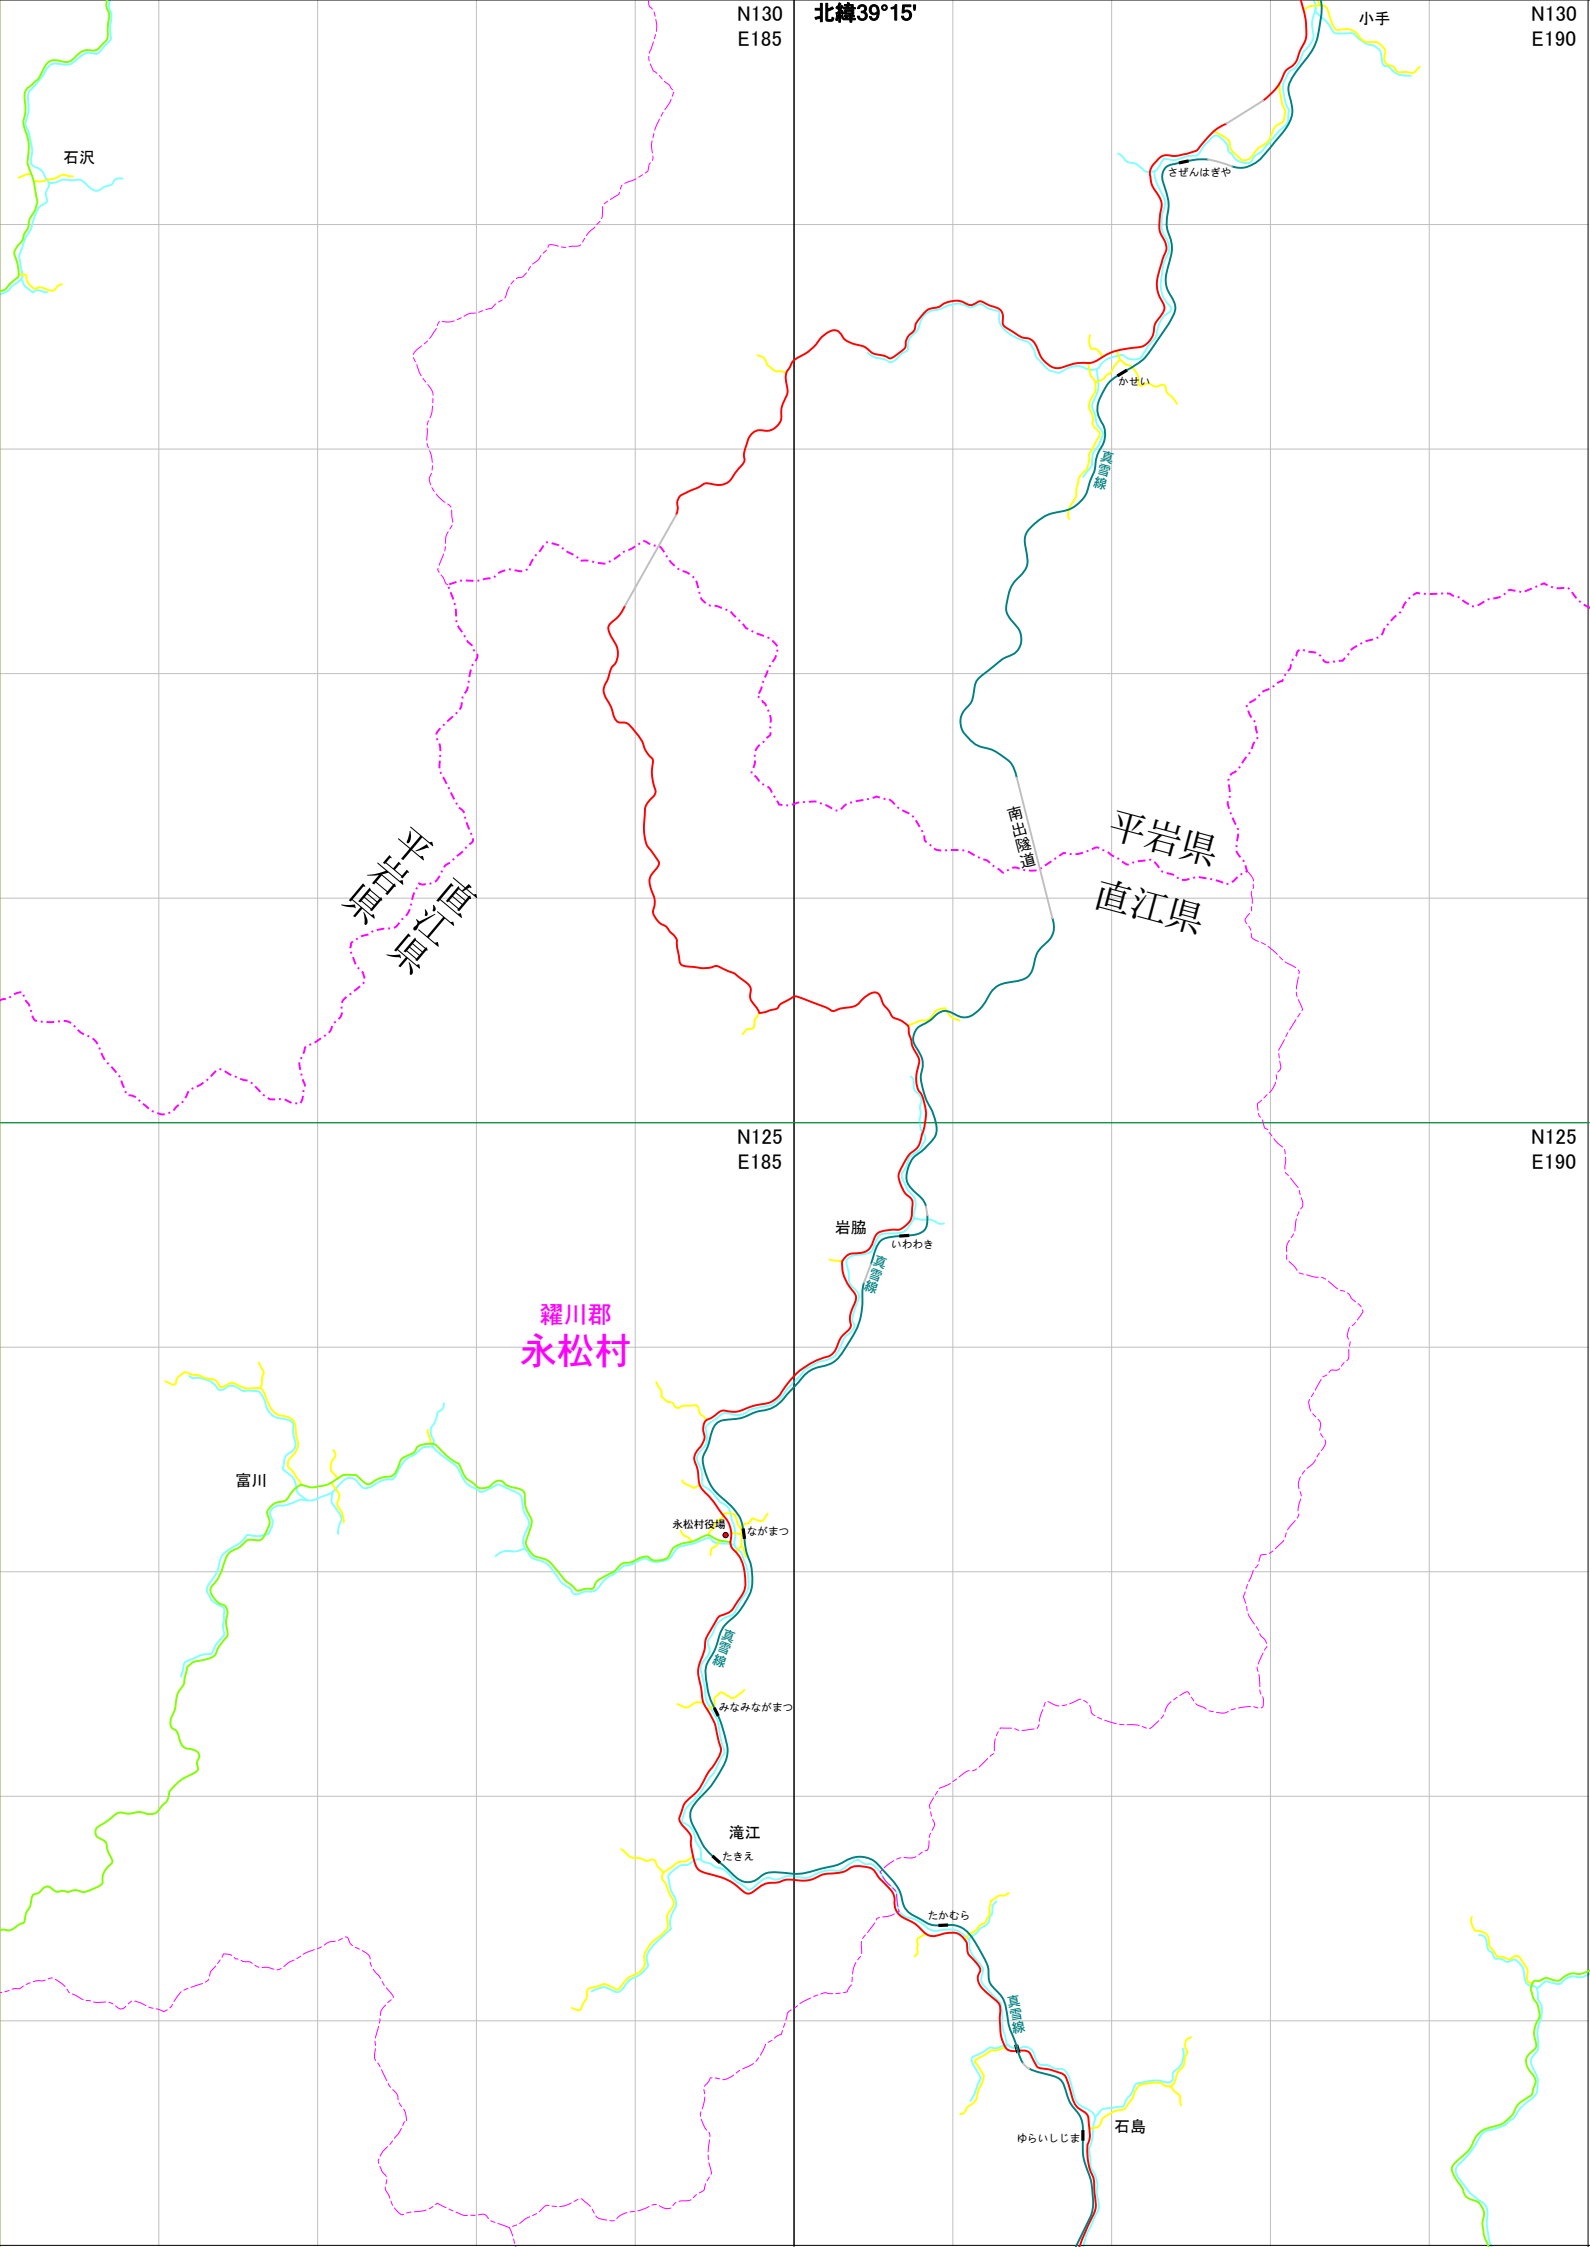 N130
E185
北緯39°15'
小手
N130
E190
石沢
さぜんはぎや
かせい
真雪線
南出隧道
平岩県
直江県
平岩県
直江県
N125
E185
N125
E190
岩脇
いわわき
真雪線
糶川郡
永松村
富川
永松村役場
ながまつ
真雪線
みなみながまつ
滝江
たきえ
たかむら
真雪線
石島
ゆらいしじま